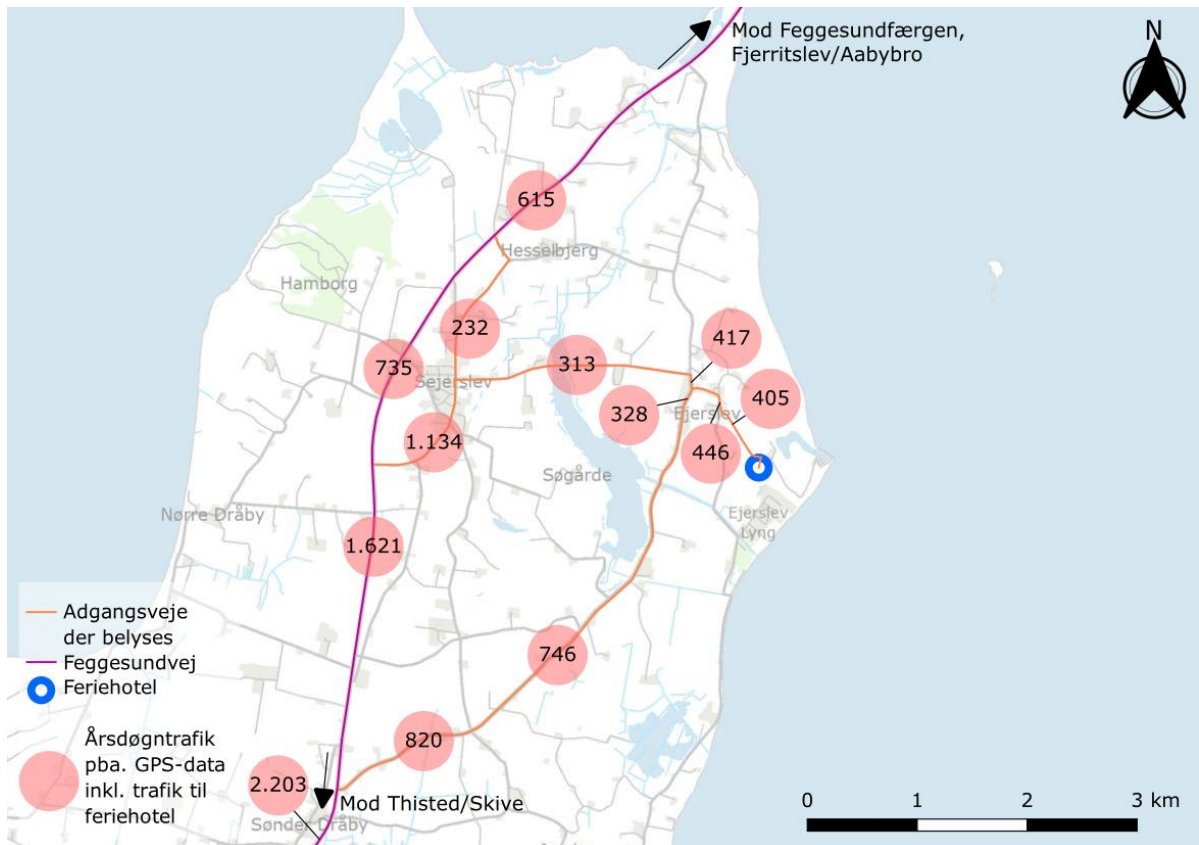 Mod Feggesundfærgen,
Fjerritslev/Aabybro
N
615
Hesselbjerg
Hamborg
232
417
735
313
Sejerslev
405
328
Ejerslev
1.134
446
Søgårde
Nørre Dråby
Ejerslev
Lyng
1.621
Adgangsveje
der belyses
Feggesundvej
Feriehotel
746
Årsdøgntrafik
pba. GPS-data
inkl. trafik til
feriehotel
820
2.203
Mod Thisted/Skive
Sønder Dråby
0 1 2 3 km